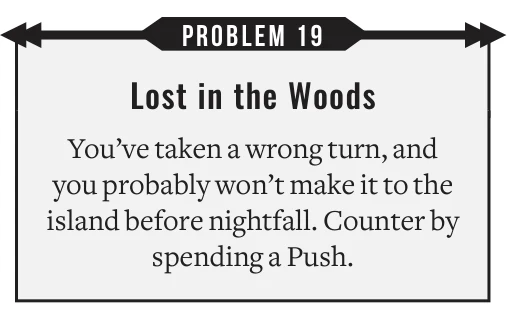 PROBLEM 19
Lost in the Woods
You’ve taken a wrong turn, and
you probably won’t make it to the
island before nightfall. Counter by
spending a Push.